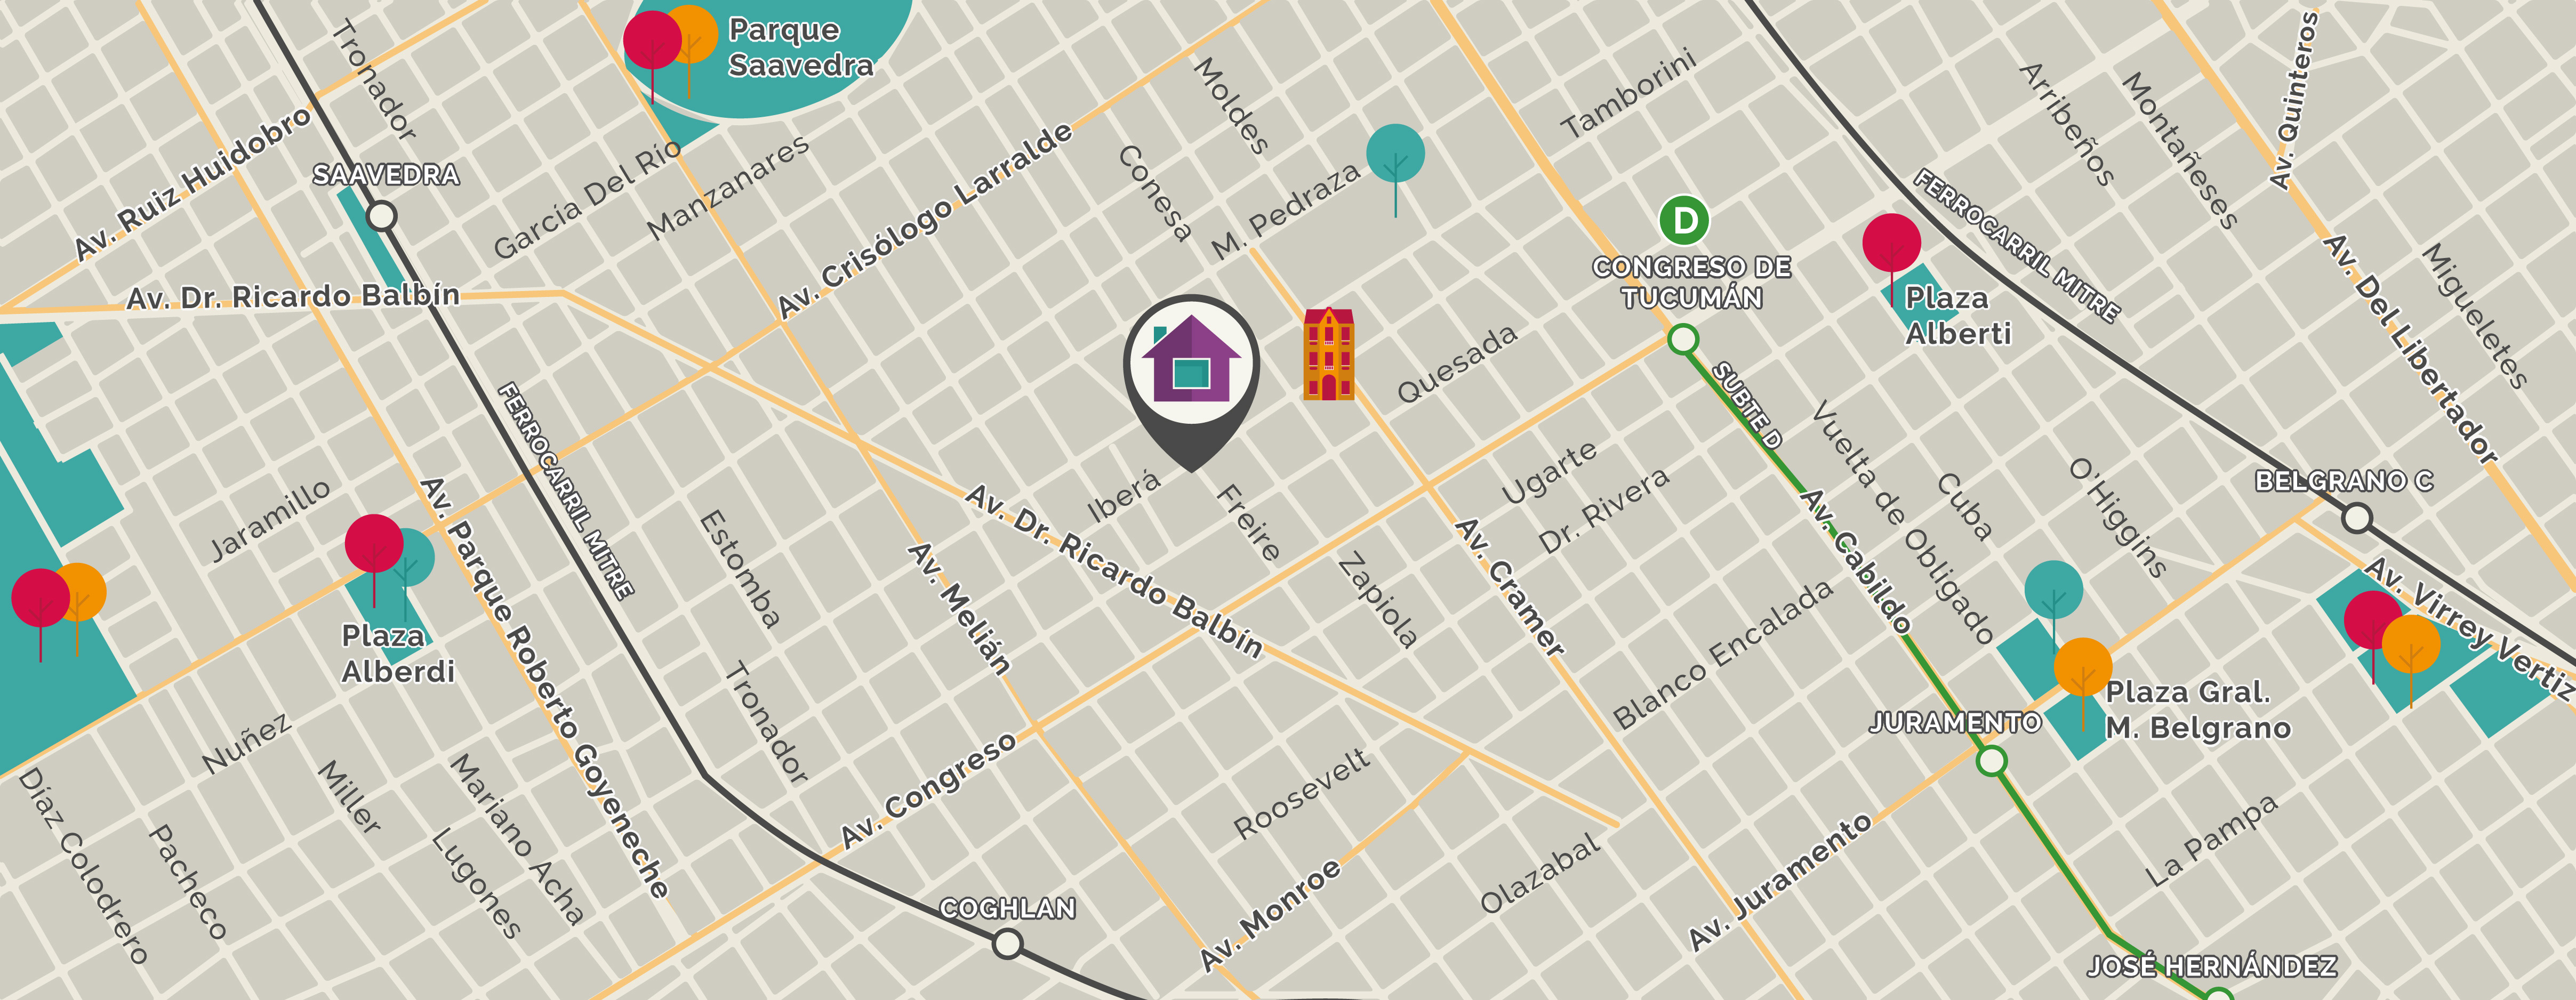 Tronador
Parque
Saavedra
Av. Ruiz Huidobro
SAAVEDRA
García Del Río
Manzanares
Av. Crisólogo Larralde
Moldes
Conesa
M. Pedraza
Tamborini
D
CONGRESO DE
TUCUMÁN
Arribeños
Montañeses
Av. Quinteros
FERROCARRIL MITRE
Plaza
Alberti
Av. Del Libertador
Migueletes
Av. Dr. Ricardo Balbín
FERROCARRIL MITRE
Quesada
SUBTE D
Vuelta de Obligado
Cuba
O'Higgins
BELGRANO C
Jaramillo
Av. Parque Roberto Goyeneche
Estomba
Av. Melián
Av. Dr. Ricardo Balbín
Iberá
Freire
Zapiola
Av. Cramer
Ugarte
Dr. Rivera
Av. Cabildo
Blanco Encalada
Av. Virrey Vertiz
Plaza
Alberdi
Plaza Gral.
M. Belgrano
JURAMENTO
Nuñez
Tronador
Av. Congreso
Roosevelt
Díaz Colodrero
Pacheco
Miller
Mariano Acha
Lugones
COGHLAN
Av. Monroe
Olazabal
Av. Juramento
La Pampa
JOSÉ HERNÁNDEZ